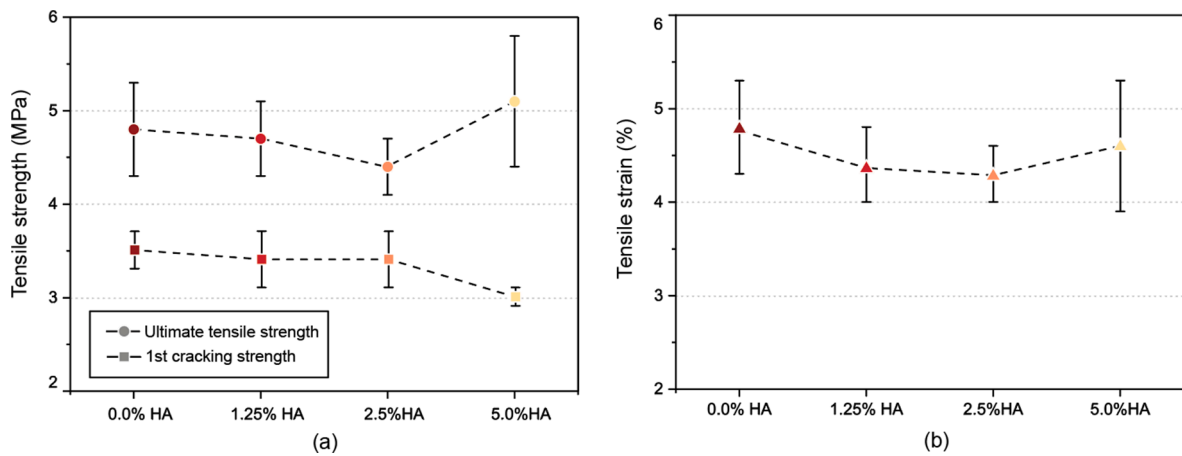 Tensile strength (MPa)
6
5
4
3
2
Ultimate tensile strength
1st cracking strength
0.0% HA
1.25% HA
2.5%HA
5.0%HA
(a)
Tensile strain (%)
6
5
4
3
2
0.0% HA
1.25% HA
2.5%HA
5.0%HA
(b)